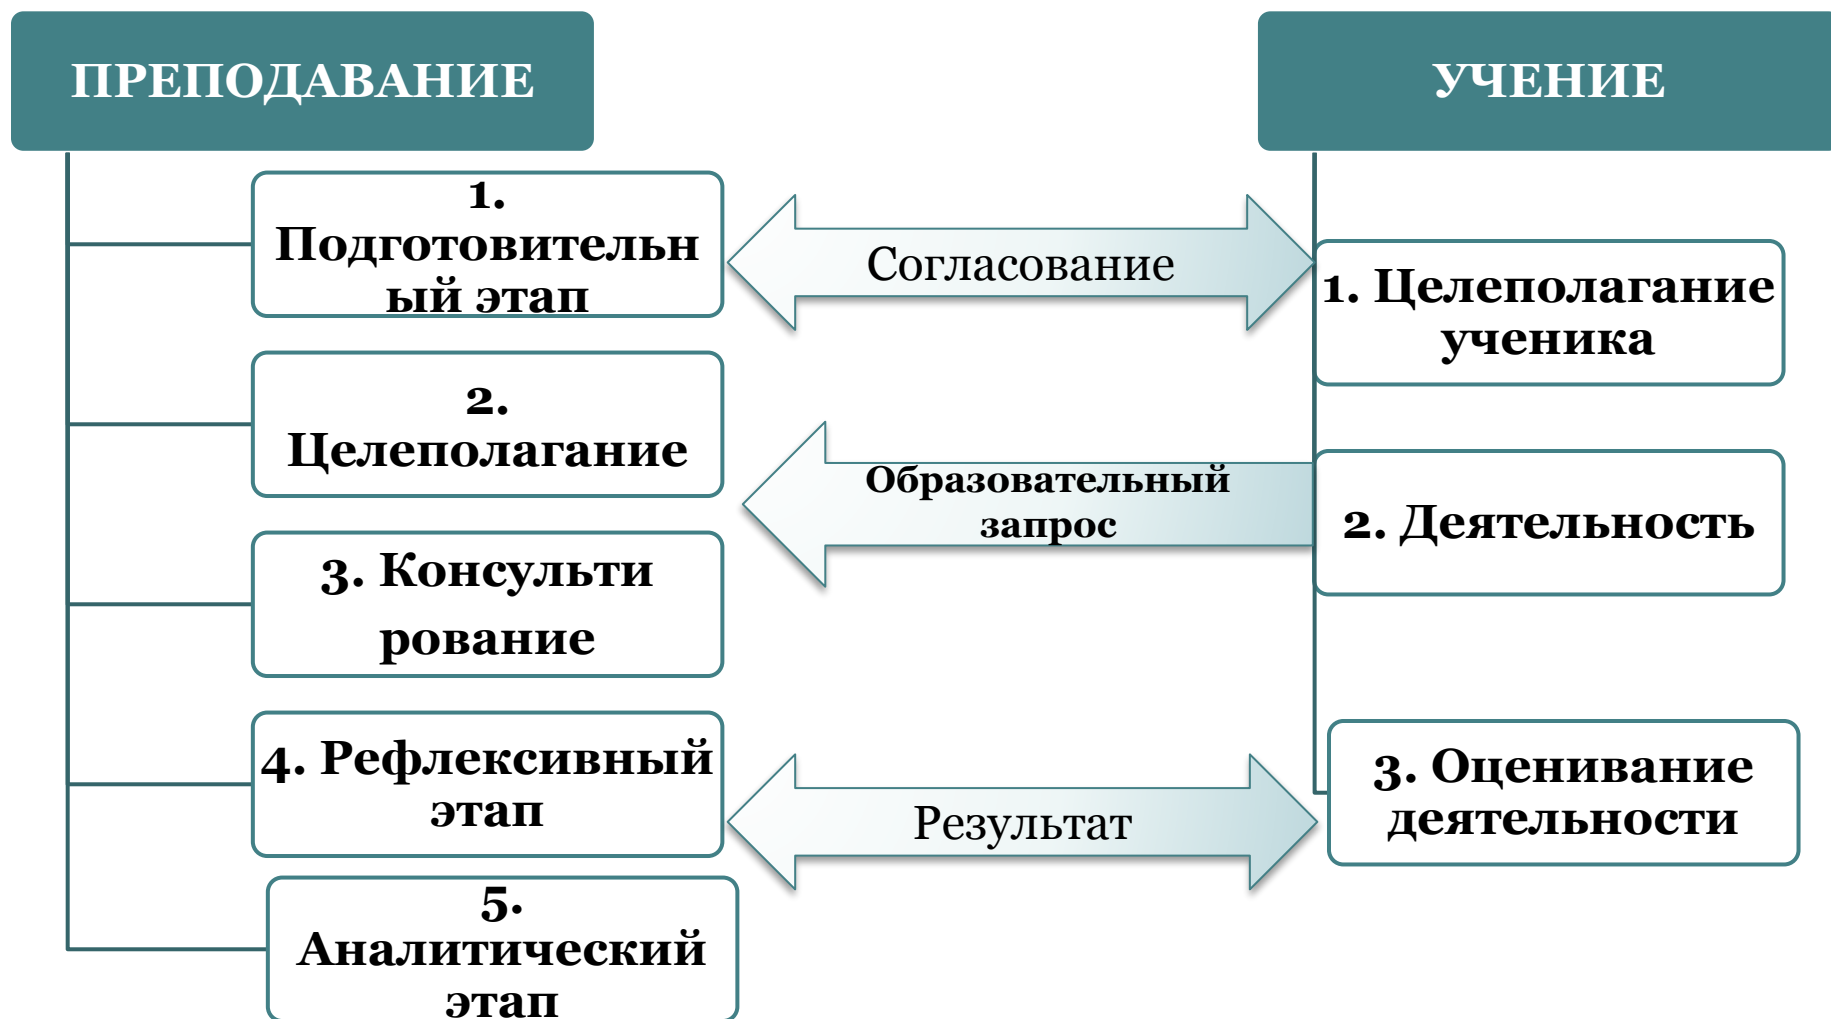 ПРЕПОДАВАНИЕ
УЧЕНИЕ
1.
Подготовительн
ый этап
Согласование
1. Целеполагание
ученика
2.
Целеполагание
Образовательный
запрос
2. Деятельность
3. Консульти
рование
4. Рефлексивный
этап
Результат
3. Оценивание
деятельности
5.
Аналитический
этап